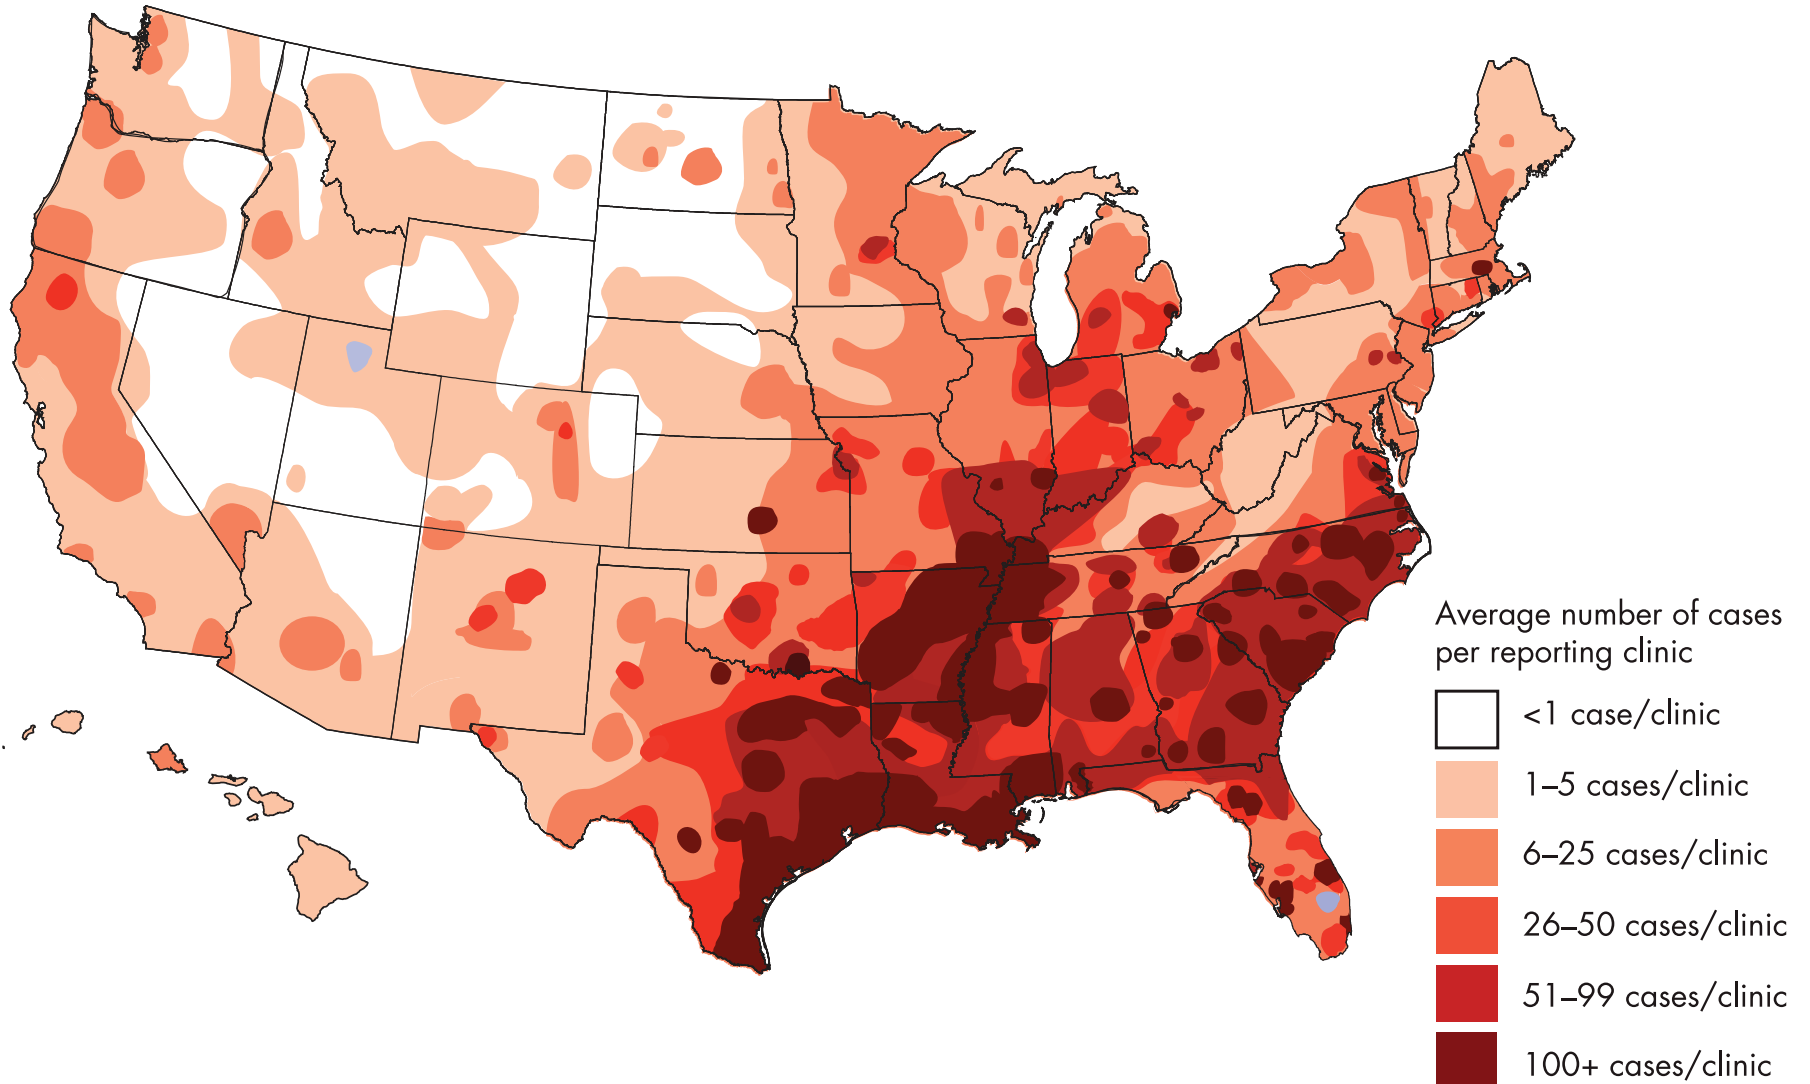 Average number of cases
per reporting clinic
<1 case/clinic
1–5 cases/clinic
6–25 cases/clinic
26–50 cases/clinic
51–99 cases/clinic
100+ cases/clinic